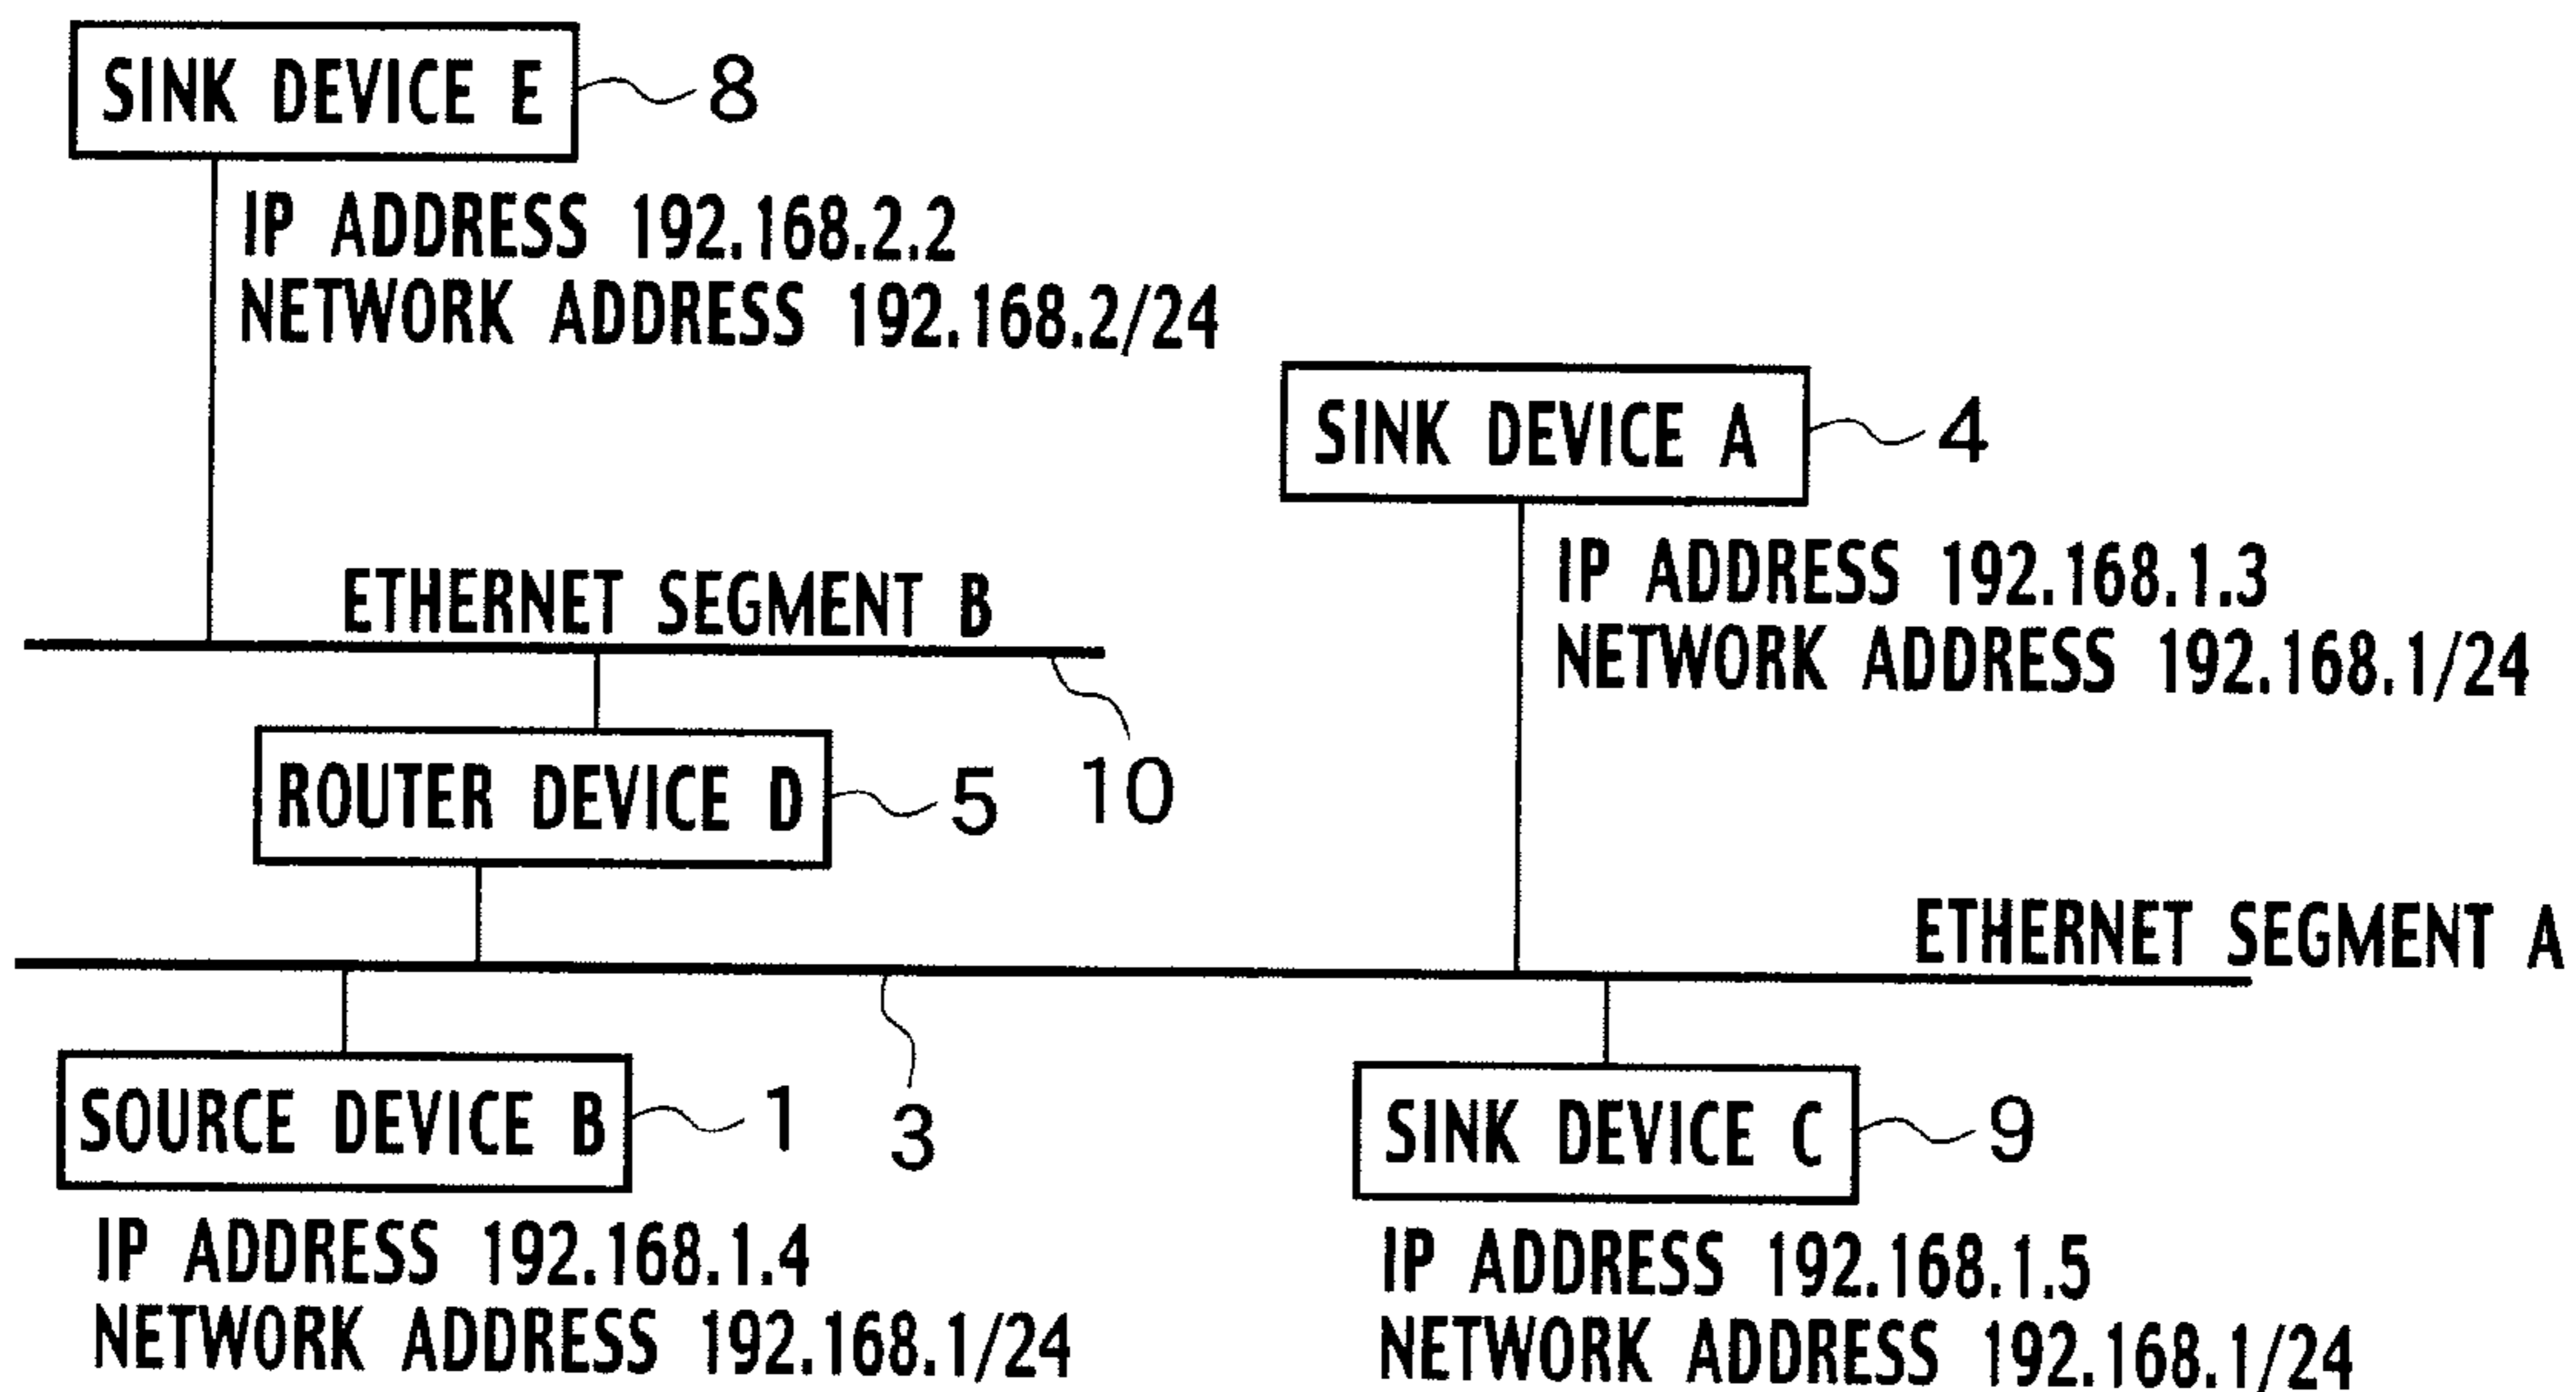 SINK DEVICE E
8
IP ADDRESS 192.168.2.2
NETWORK ADDRESS 192.168.2/24
SINK DEVICE A
4
IP ADDRESS 192.168.1.3
NETWORK ADDRESS 192.168.1/24
ETHERNET SEGMENT B
10
ROUTER DEVICE D
5
ETHERNET SEGMENT A
3
SOURCE DEVICE B
1
IP ADDRESS 192.168.1.4
NETWORK ADDRESS 192.168.1/24
SINK DEVICE C
9
IP ADDRESS 192.168.1.5
NETWORK ADDRESS 192.168.1/24